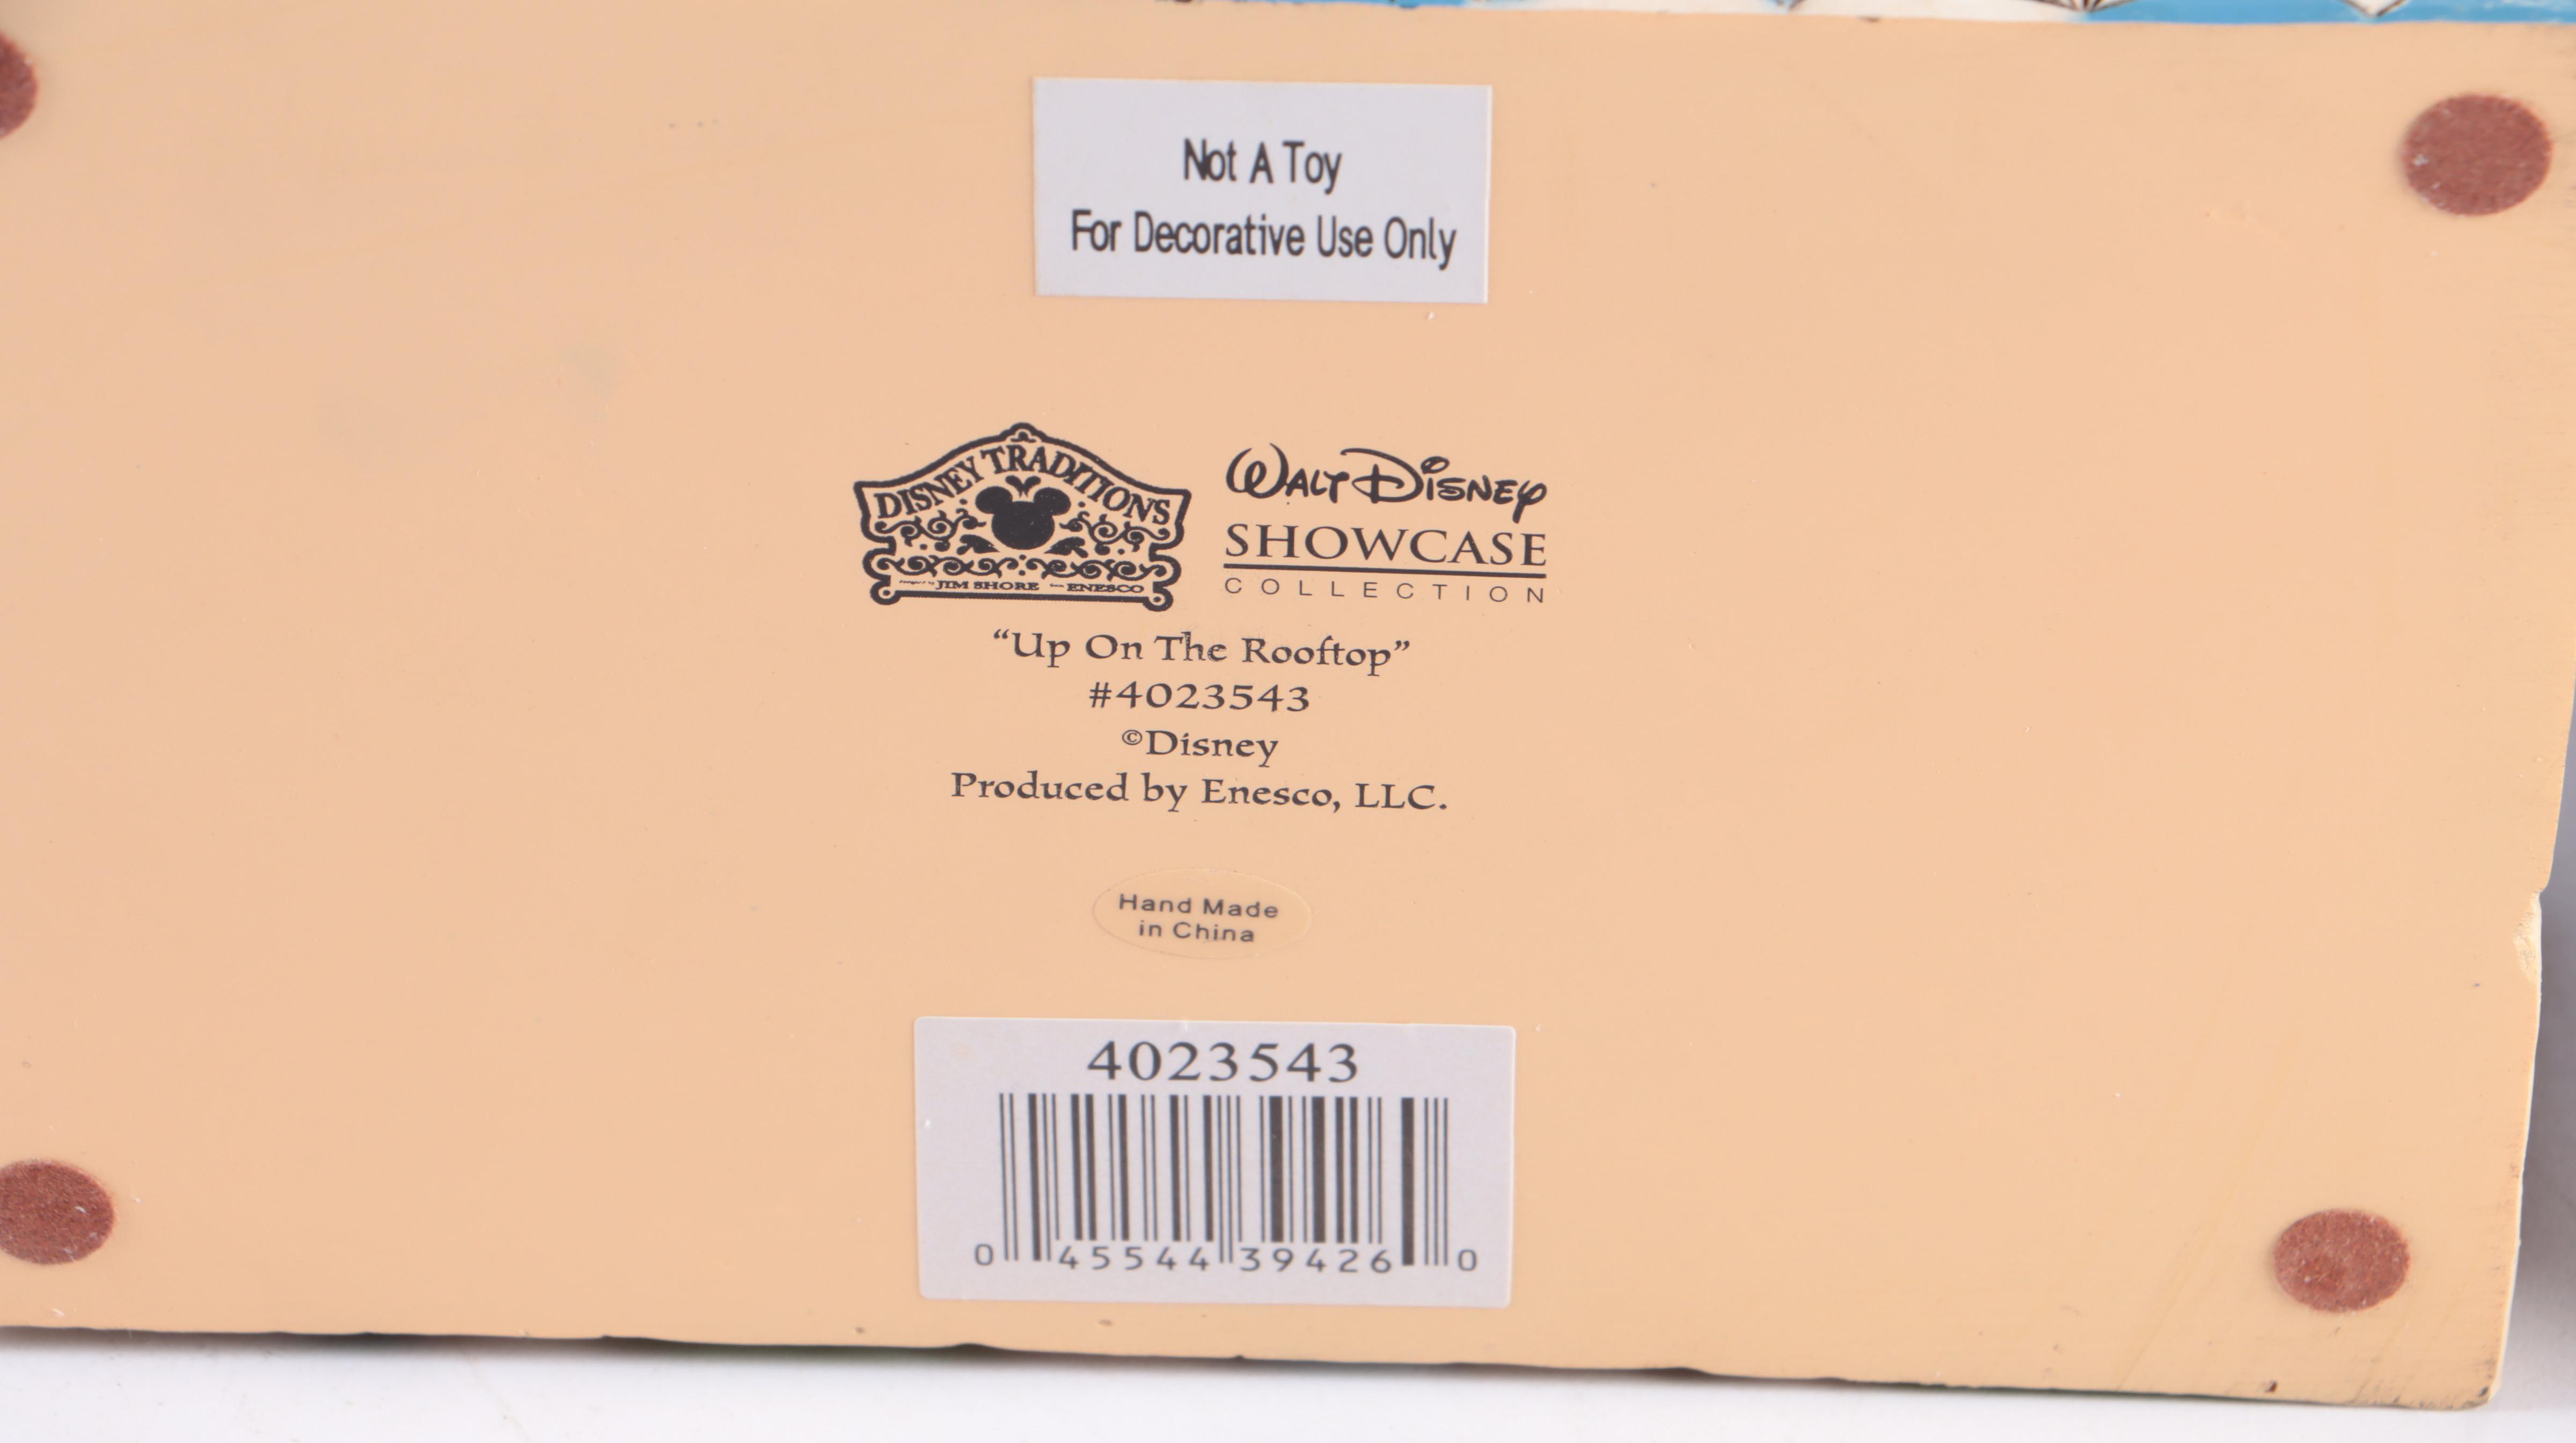 Not A Toy
For Decorative Use Only
DISNEY TRADITIONS
JIM SHORE ENESCO
WALT DISNEY
SHOWCASE
COLLECTION
“Up On The Rooftop”
#4023543
©Disney
Produced by Enesco, LLC.
Hand Made
in China
4023543
0 45544 39426 0